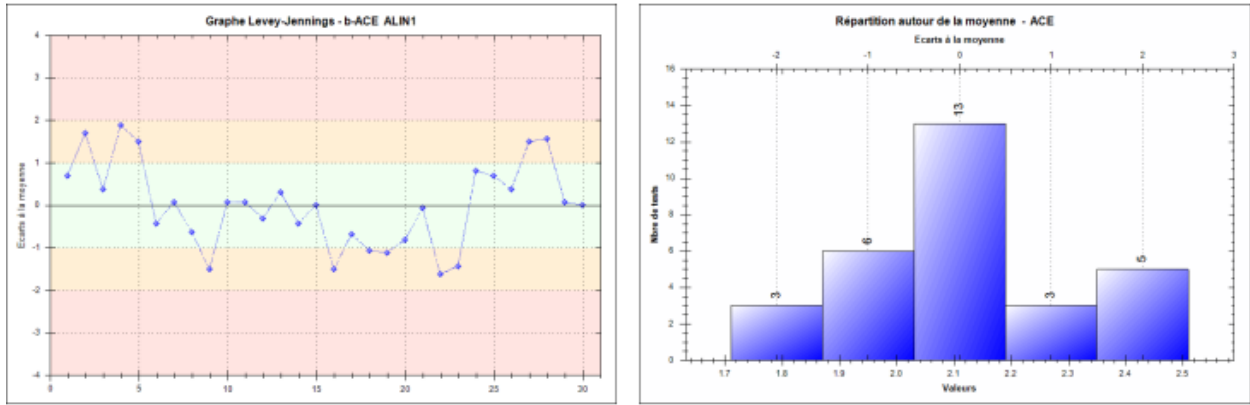 Graphe Levey-Jennings - b-ACE ALIN1
Ecarts à la moyenne
4
3
2
1
0
-1
-2
-3
-4
0 5 10 15 20 25 30
Répartition autour de la moyenne - ACE
Ecarts à la moyenne
-2 -1 0 1 2 3
Nbre de tests
16
14
12
10
8
6
4
2
0
3 6 13 3 5
1.7 1.8 1.9 2.0 2.1 2.2 2.3 2.4 2.5
Valeurs